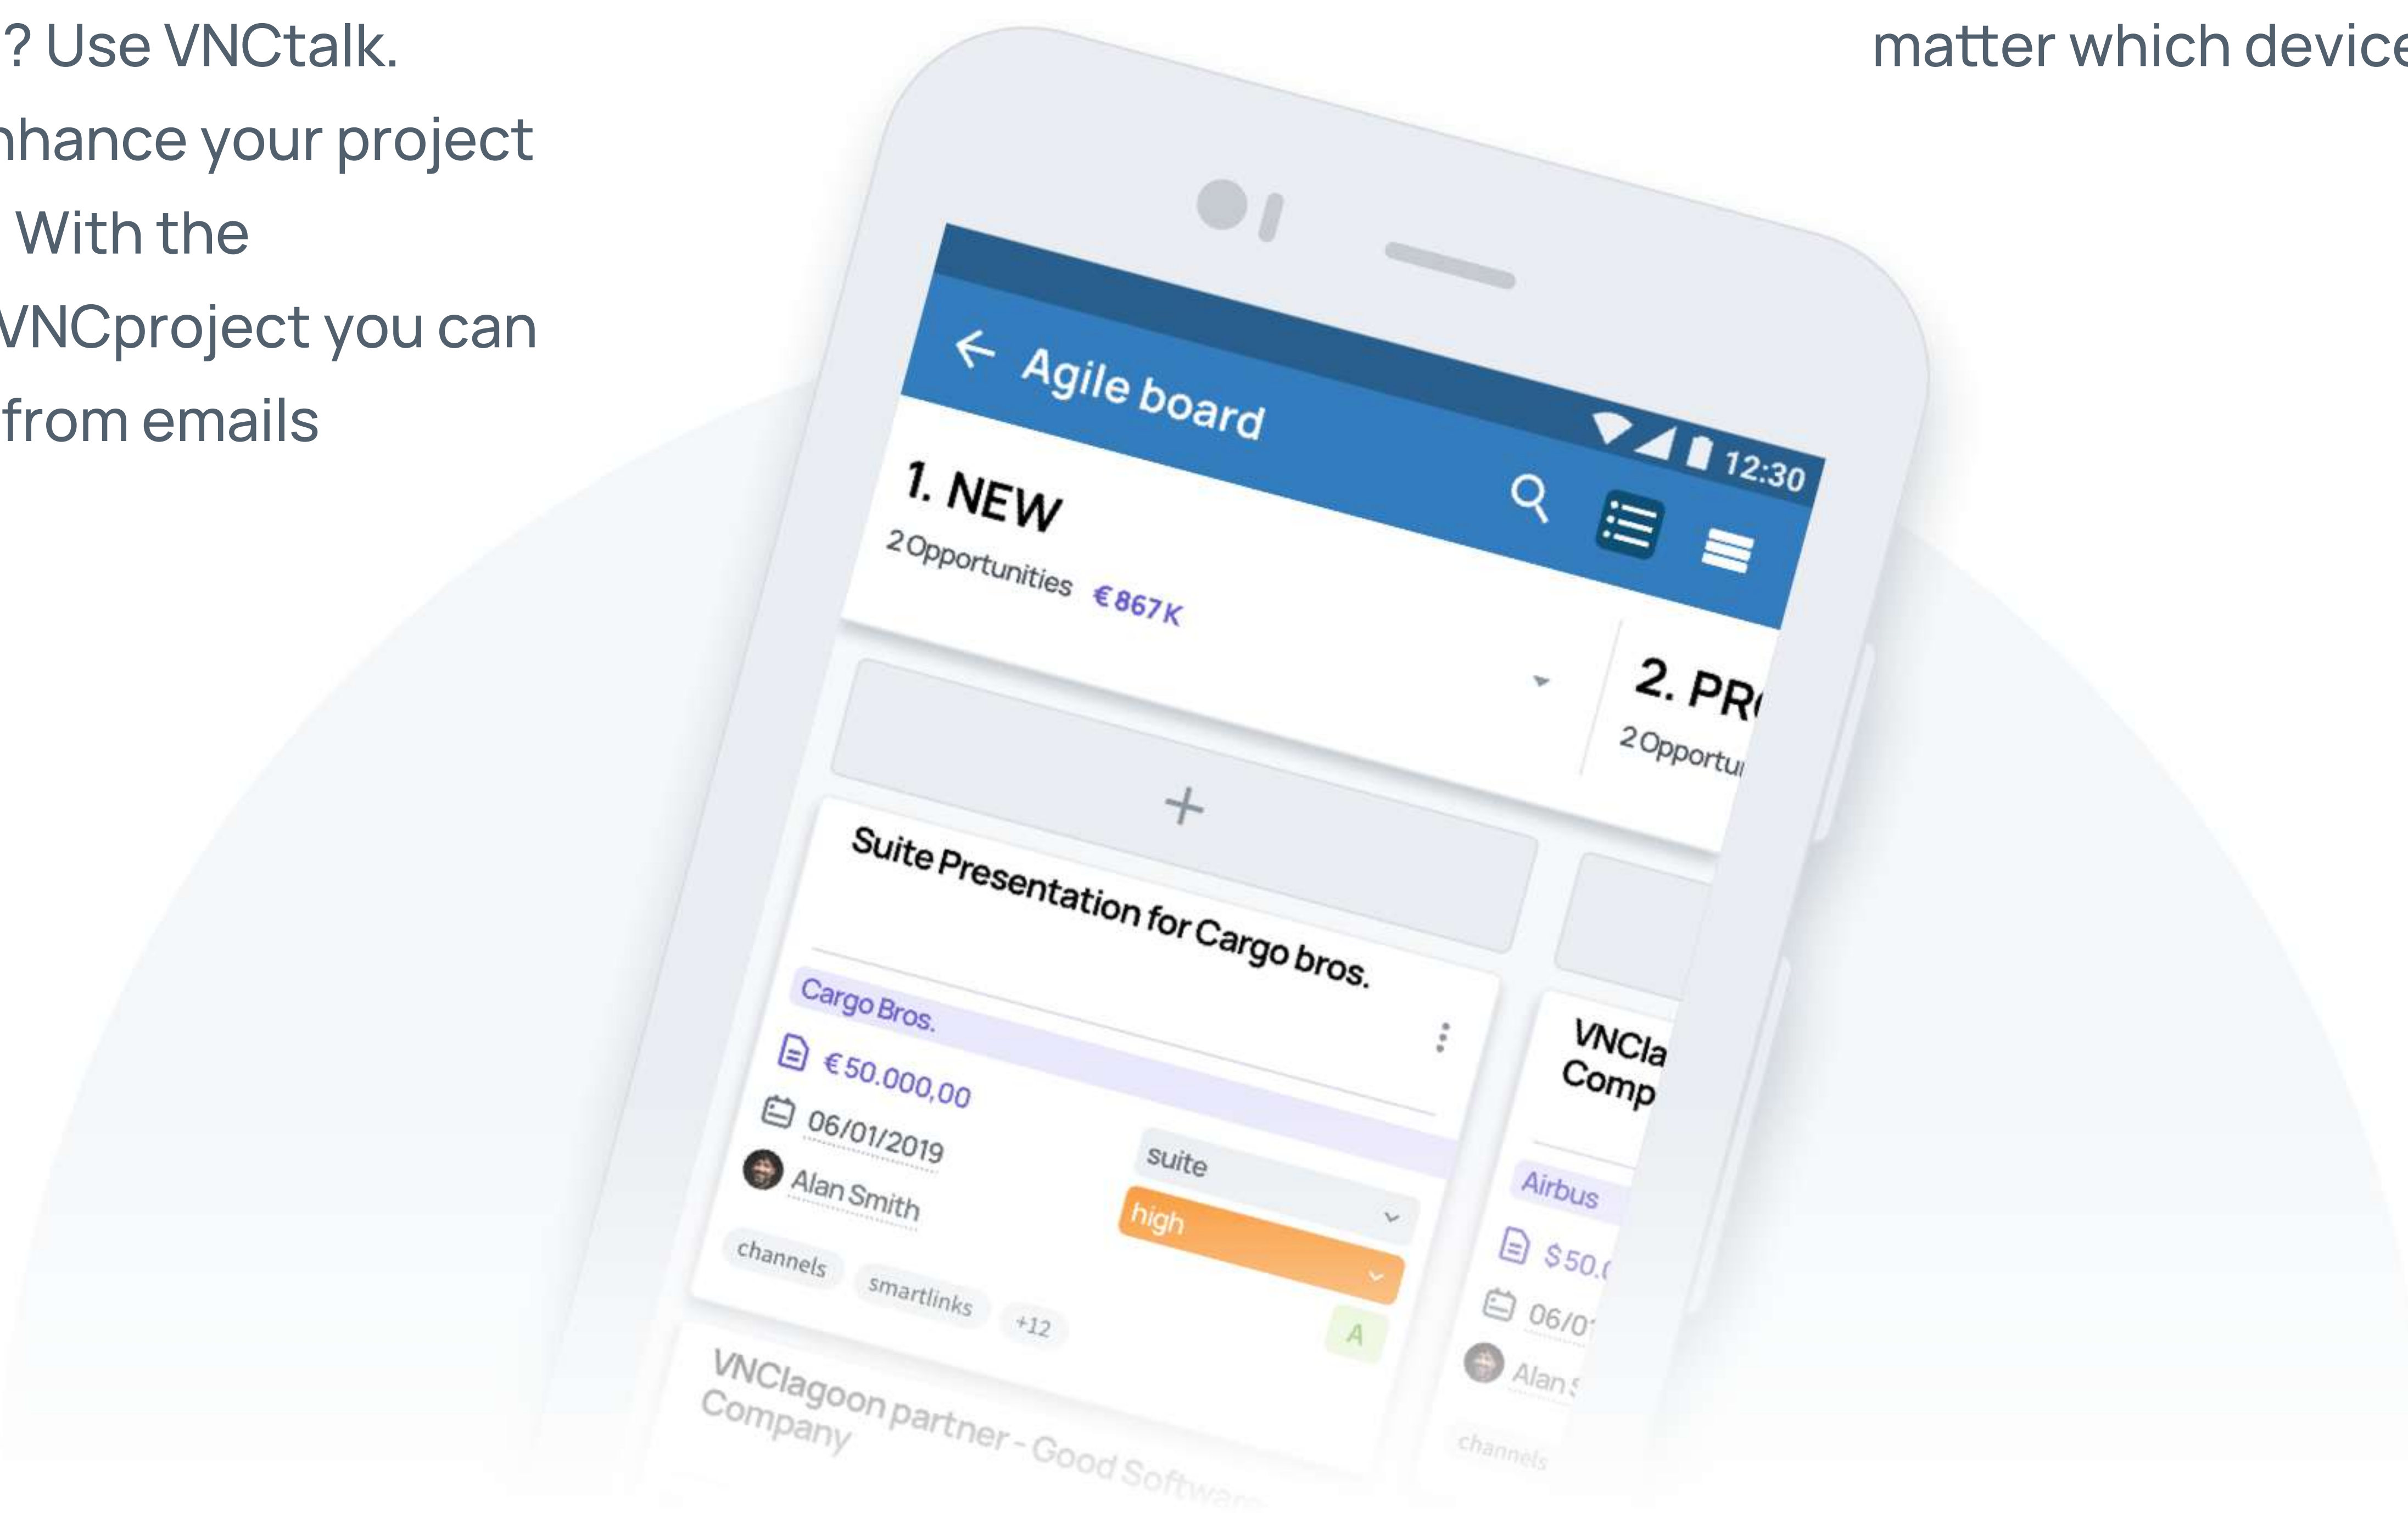 ? Use VNCtalk.
nhance your project
With the
VNCproject you can
from emails
matter which device
12:30
Agile board
1. NEW
2 Opportunities €867K
2. PR
2 Opportu
+
Suite Presentation for Cargo bros.
Cargo Bros.
€50.000,00
06/01/2019
Alan Smith
suite
high
channels smartlinks +12
A
VNClagoon partner - Good Software
Company
VNCla
Comp
Airbus
$50.
06/0
Alan S
channels